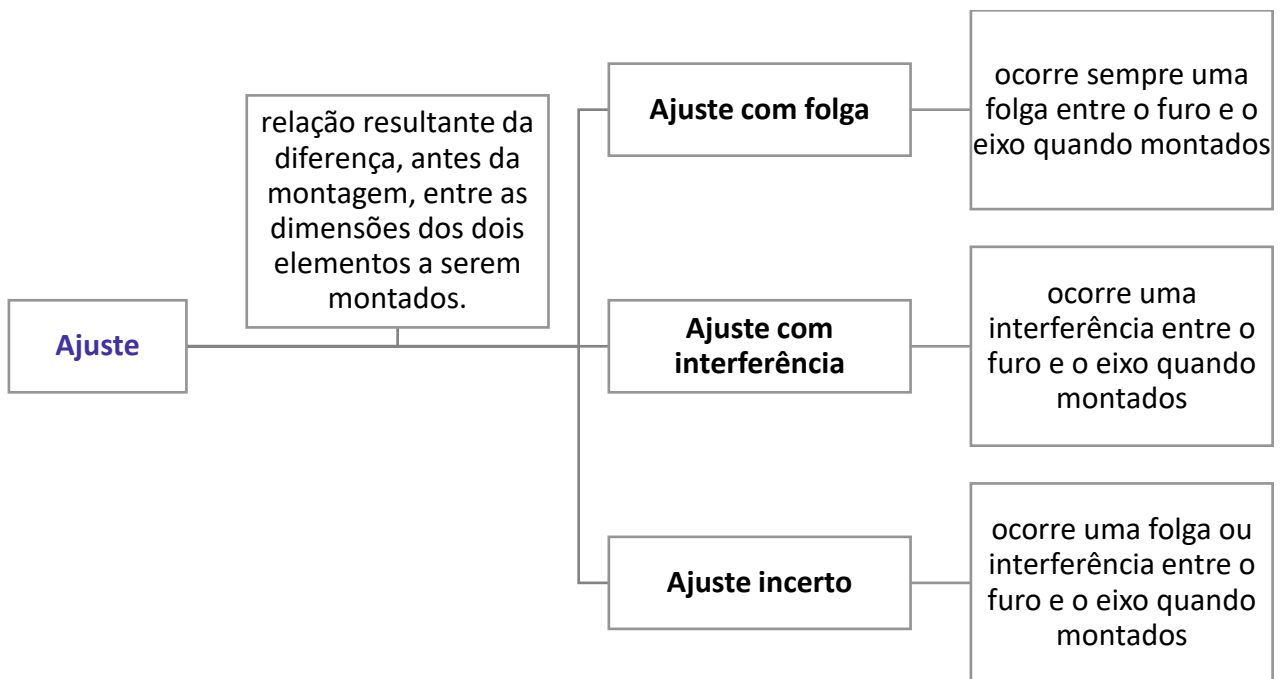 Ajuste
relação resultante da
diferença, antes da
montagem, entre as
dimensões dos dois
elementos a serem
montados.
Ajuste com folga
ocorre sempre uma
folga entre o furo e o
eixo quando montados
Ajuste com
interferência
ocorre uma
interferência entre o
furo e o eixo quando
montados
Ajuste incerto
ocorre uma folga ou
interferência entre o
furo e o eixo quando
montados